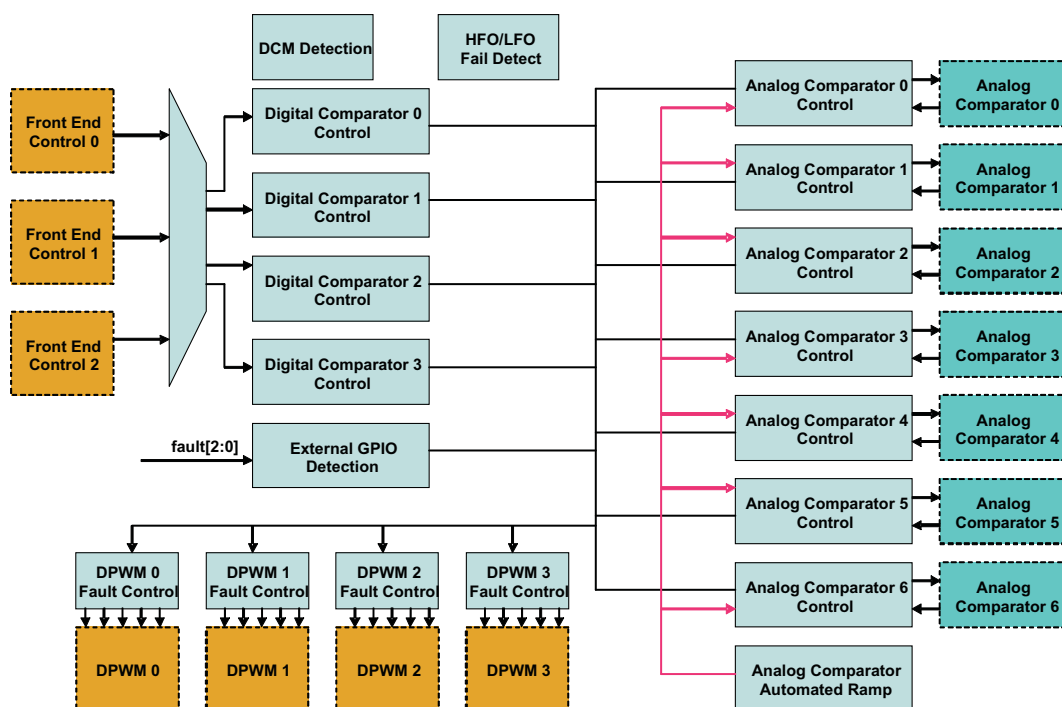 DCM Detection
HFO/LFO
Fail Detect
Front End
Control 0
Front End
Control 1
Front End
Control 2
Digital Comparator 0
Control
Digital Comparator 1
Control
Digital Comparator 2
Control
Digital Comparator 3
Control
fault[2:0]
External GPIO
Detection
Analog Comparator 0
Control
Analog
Comparator 0
Analog Comparator 1
Control
Analog
Comparator 1
Analog Comparator 2
Control
Analog
Comparator 2
Analog Comparator 3
Control
Analog
Comparator 3
Analog Comparator 4
Control
Analog
Comparator 4
Analog Comparator 5
Control
Analog
Comparator 5
Analog Comparator 6
Control
Analog
Comparator 6
Analog Comparator
Automated Ramp
DPWM 0
Fault Control
DPWM 1
Fault Control
DPWM 2
Fault Control
DPWM 3
Fault Control
DPWM 0
DPWM 1
DPWM 2
DPWM 3